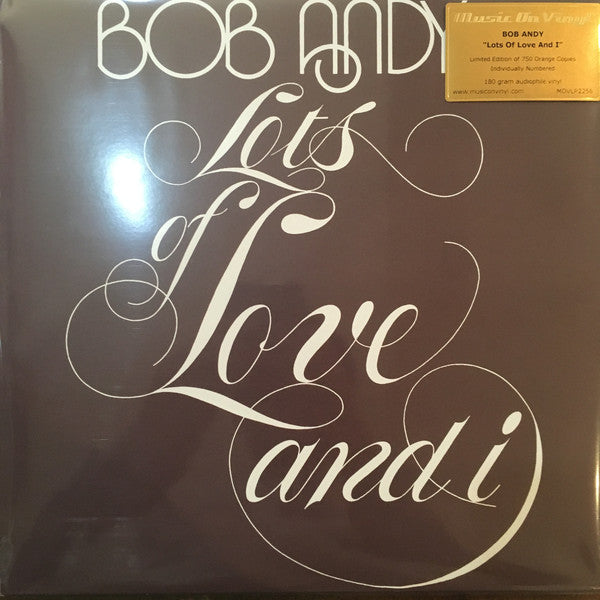 BOB ANDY
Lots
of
Love
and i
Music On Vinyl
BOB ANDY
"Lots Of Love And I"
Limited Edition of 750 Orange Copies
Individually Numbered
180 gram audiophile vinyl
www.musiconvinyl.com MOVLP2256